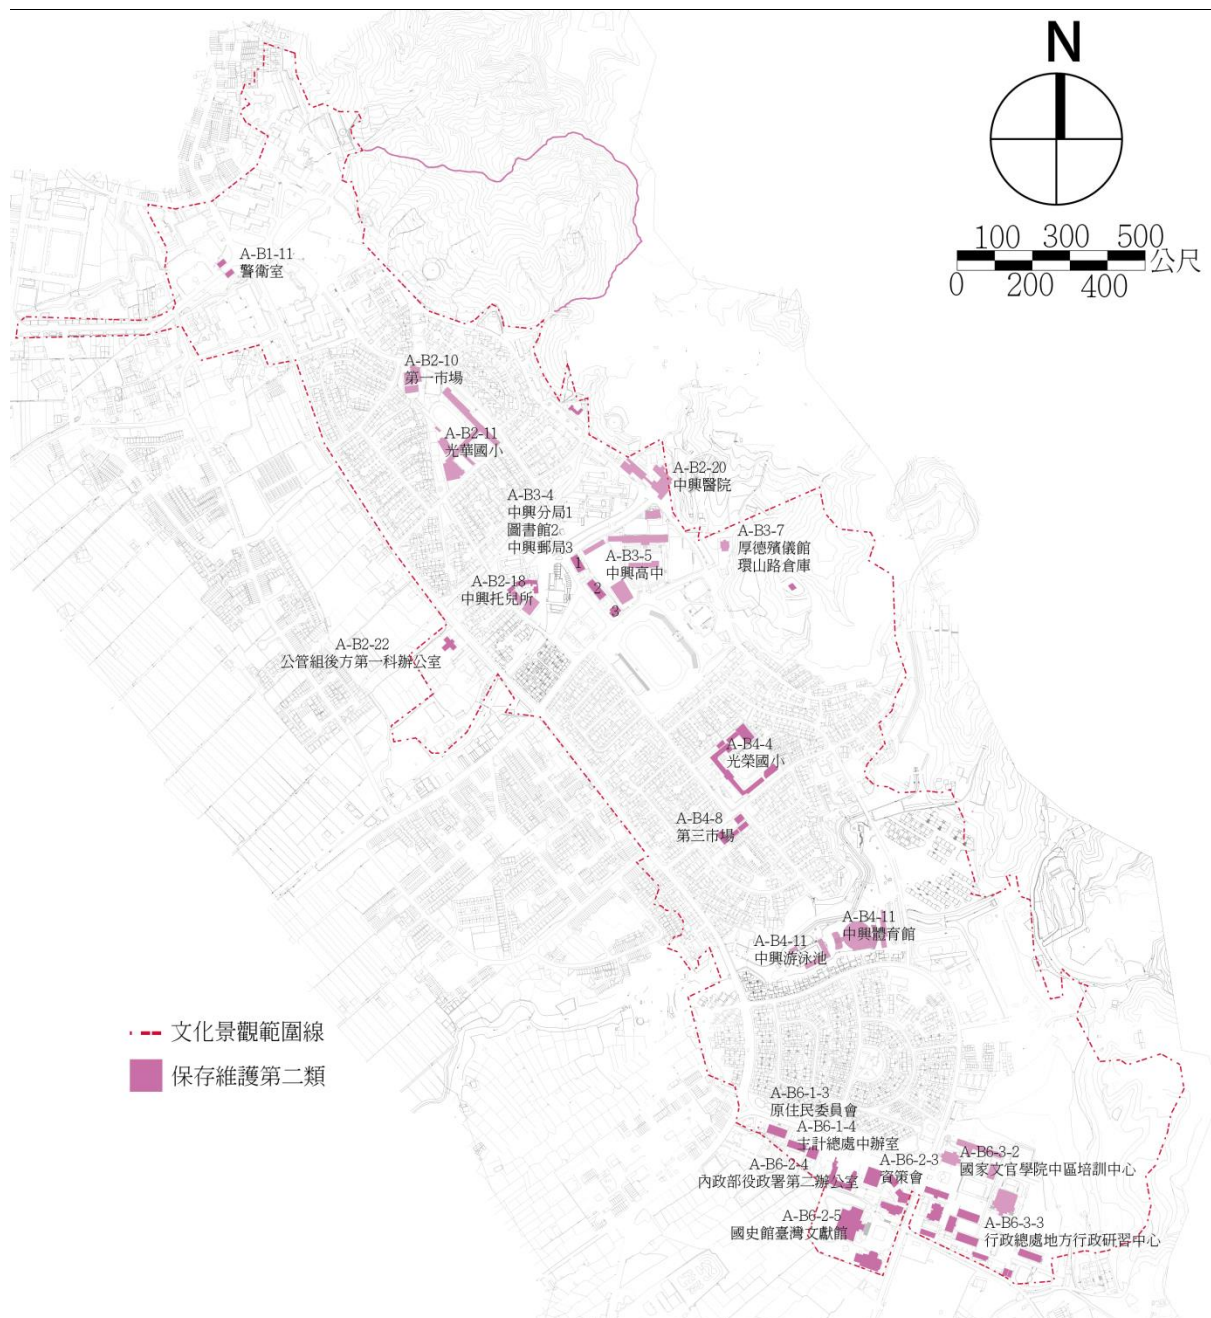 N
100 300 500
公尺
0 200 400
A-B1-11
警衛室
A-B2-10
第一市場
A-B2-11
光華國小
A-B2-20
中興醫院
A-B3-4
中興分局1
圖書館2
中興郵局3
A-B3-7
厚德殯儀館
環山路倉庫
A-B3-5
中興高中
1
2
3
A-B2-18
中興托兒所
A-B2-22
公管組後方第一科辦公室
A-B4-4
光榮國小
A-B4-8
第三市場
A-B4-11
中興體育館
A-B4-11
中興游泳池
文化景觀範圍線
保存維護第二類
A-B6-1-3
原住民委員會
A-B6-1-4
主計總處中辦室
A-B6-2-4
內政部役政署第二辦公室
A-B6-2-3
資策會
A-B6-3-2
國家文官學院中區培訓中心
A-B6-2-5
國史館臺灣文獻館
A-B6-3-3
行政總處地方行政研習中心